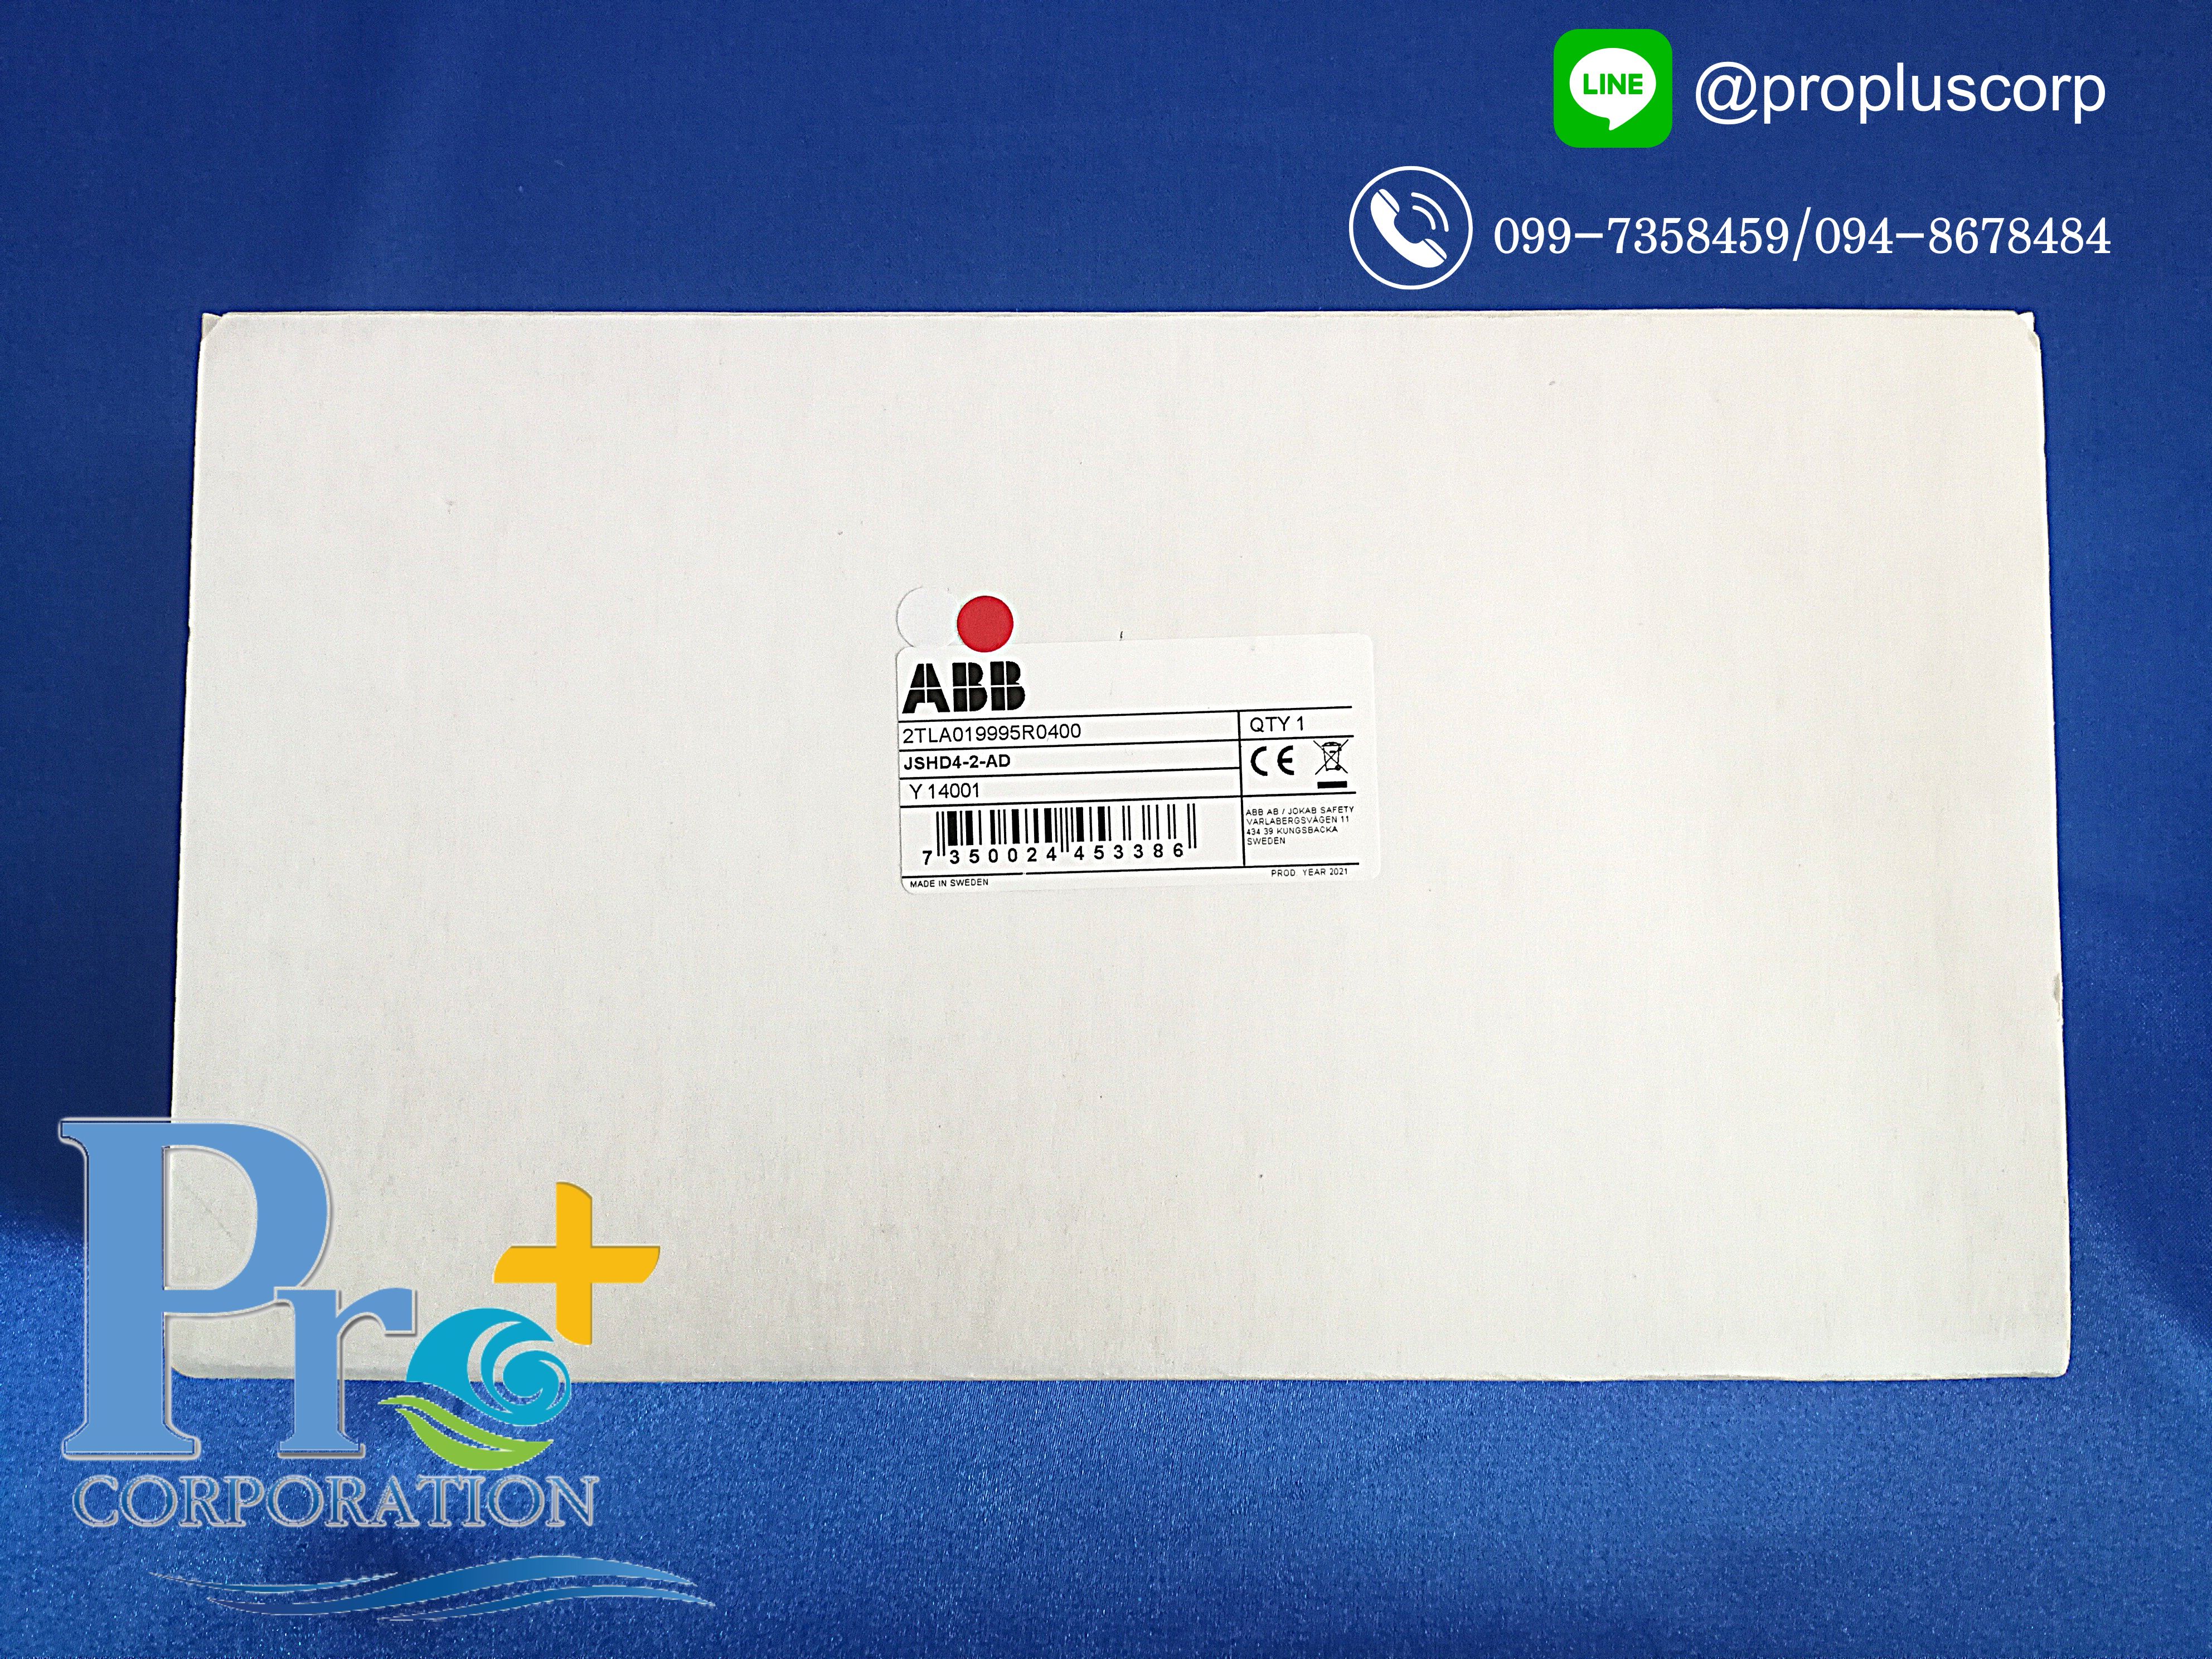 LINE @propluscorp
099-7358459/094-8678484
ABB
2TLA019995R0400
QTY 1
JSHD4-2-AD
CE
Y 14001
ABB AB / JOKAB SAFETY
VARLABERGSVÄGEN 11
434 39 KUNGSBACKA
SWEDEN
7 350024 453386
MADE IN SWEDEN
PROD. YEAR 2021
Pro+
CORPORATION